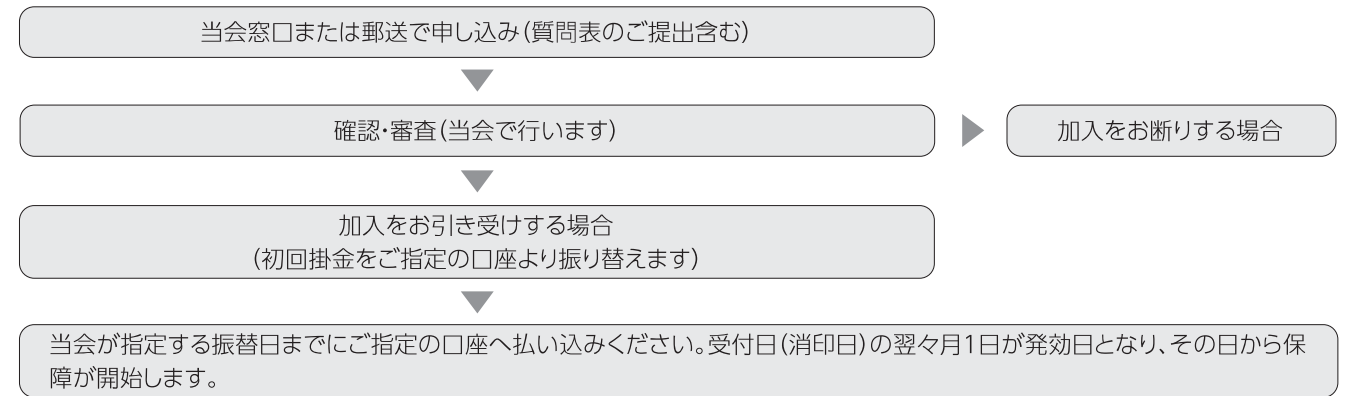 当会窓口または郵送で申し込み(質問表のご提出含む)
確認・審査(当会で行います)
加入をお断りする場合
加入をお引き受けする場合
(初回掛金をご指定の口座より振り替えます)
当会が指定する振替日までにご指定の口座へ払い込みください。受付日(消印日)の翌々月1日が発効日となり、その日から保
障が開始します。